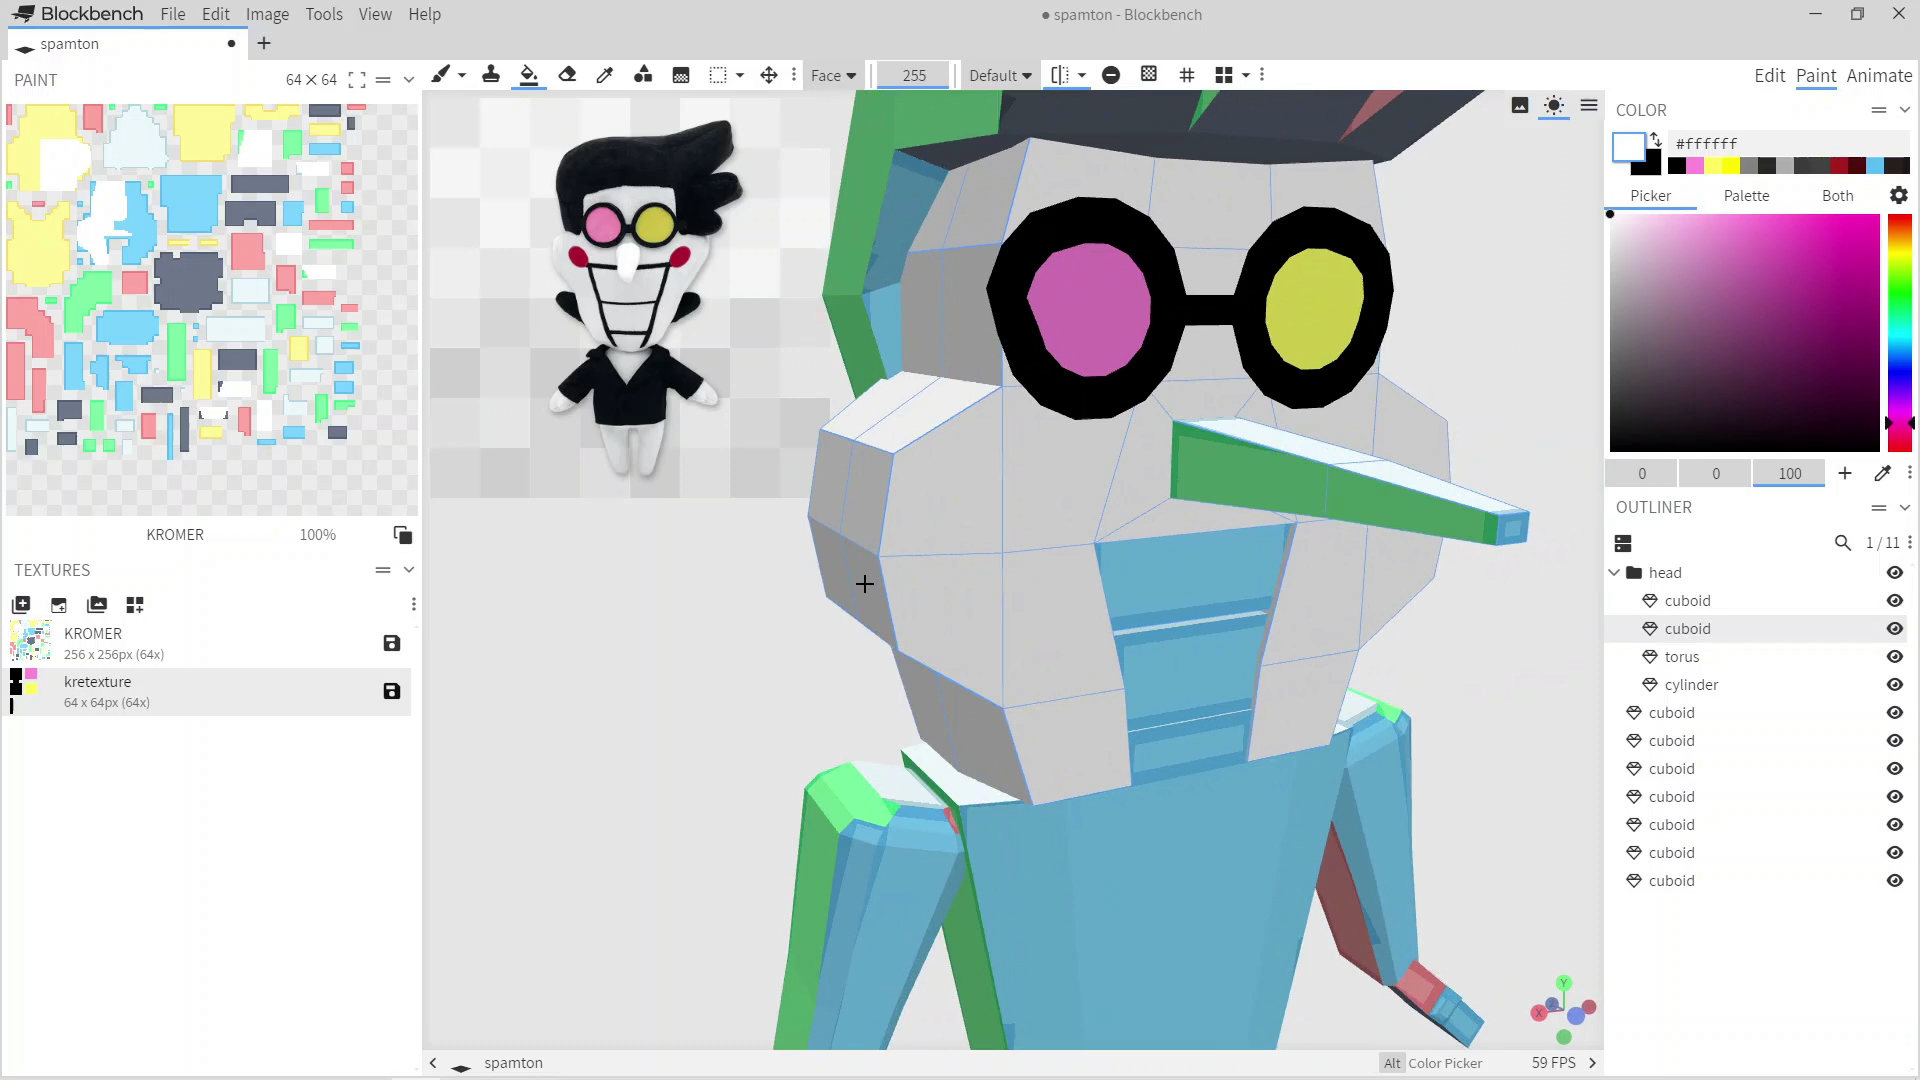 Blockbench File Edit Image Tools View Help
● spamton - Blockbench
spamton
PAINT 64 × 64
Face 255 Default
Edit Paint Animate
COLOR
#ffffff
Picker Palette Both
KROMER 100%
0 0 100
TEXTURES
KROMER
256 x 256px (64x)
kretexture
64 x 64px (64x)
OUTLINER
1 / 11
head
cuboid
cuboid
torus
cylinder
cuboid
cuboid
cuboid
cuboid
cuboid
cuboid
cuboid
Y
X
Z
spamton
Alt Color Picker 59 FPS